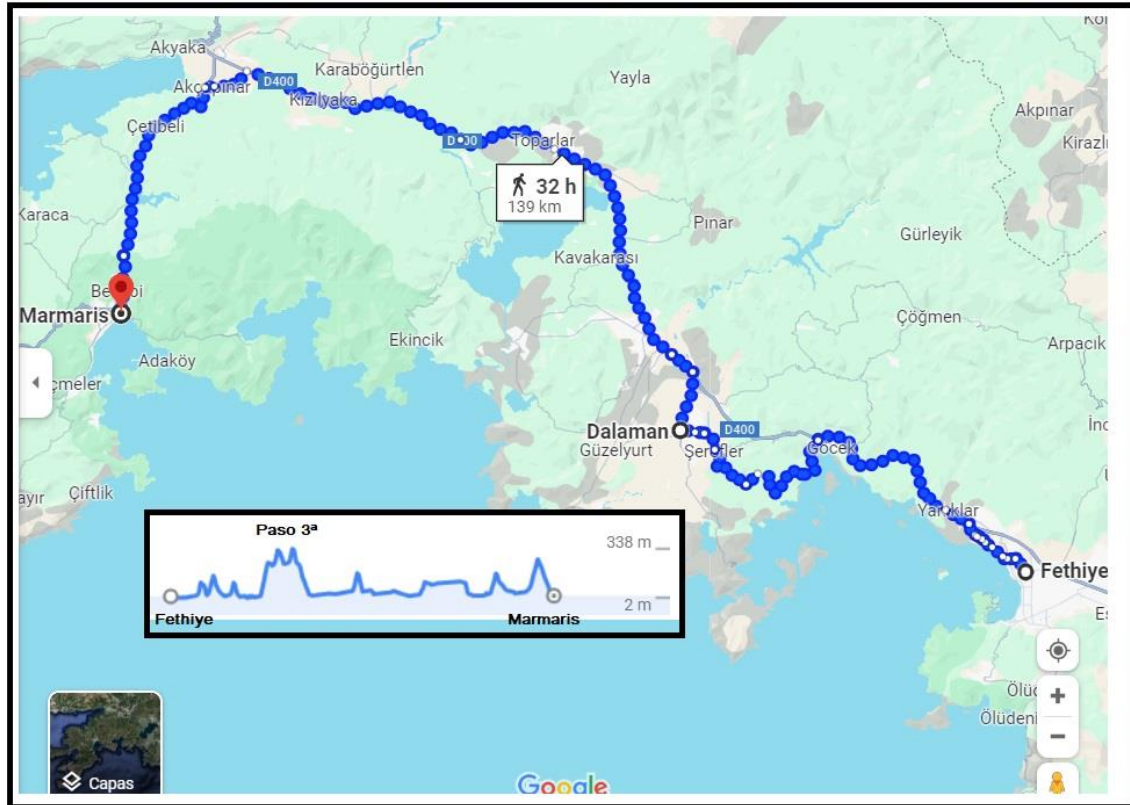 Akyaka
Karaböğürtlen
Yayla
Akpınar
Akçapınar
D400
Kızılyaka
Kirazlı
Çetibeli
Toparlar
32 h
139 km
Karaca
Pınar
Gürleyik
Kavakarası
Marmaris
Ekincik
Çöğmen
Adaköy
Arpacık
Dalaman
D400
Güzelyurt
Şerefler
Göcek
Çiftlik
Yanıklar
Paso 3ª
338 m
2 m
Fethiye
Marmaris
Fethiye
Capas
Google